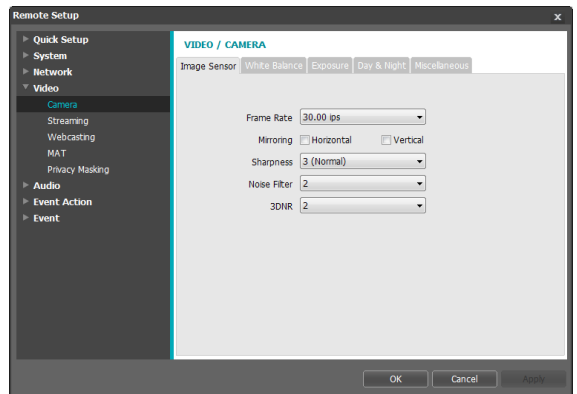 Remote Setup x
Quick Setup
System
Network
Video
Camera
Streaming
Webcasting
MAT
Privacy Masking
Audio
Event Action
Event
VIDEO / CAMERA
Image Sensor White Balance Exposure Day & Night Miscellaneous
Frame Rate 30.00 ips
Mirroring Horizontal Vertical
Sharpness 3 (Normal)
Noise Filter 2
3DNR 2
OK Cancel Apply